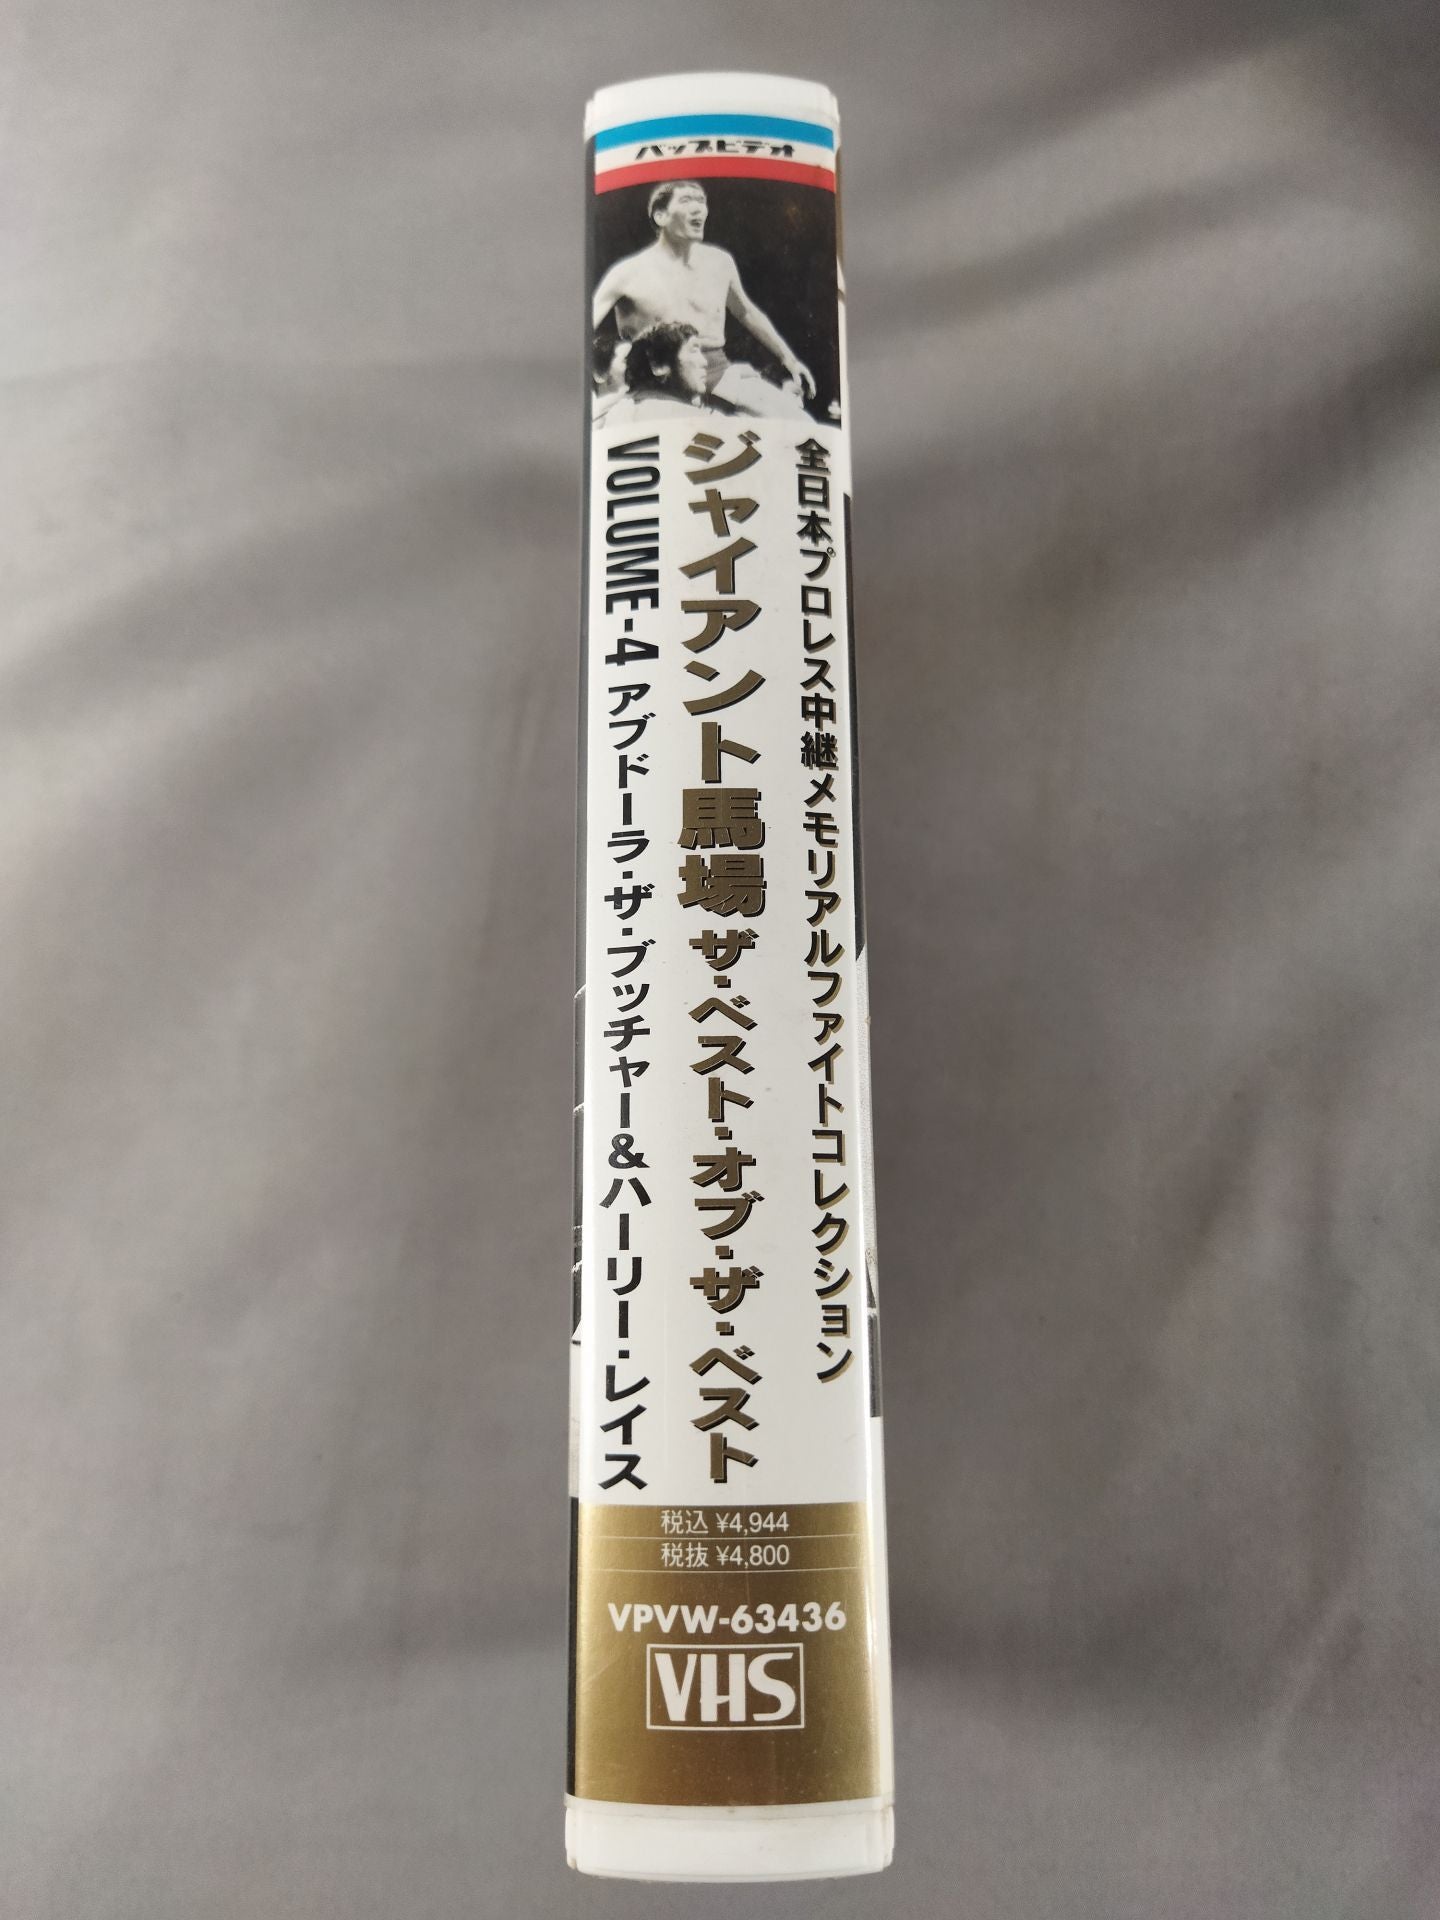 バップビデオ
全日本プロレス中継メモリアルファイトコレクション
ジャイアント馬場 ザ・ベスト・オブ・ザ・ベスト
VOLUME-4 アブドーラ・ザ・ブッチャー&ハーリー・レイス
税込 ¥4,944
税抜 ¥4,800
VPVW-63436
VHS